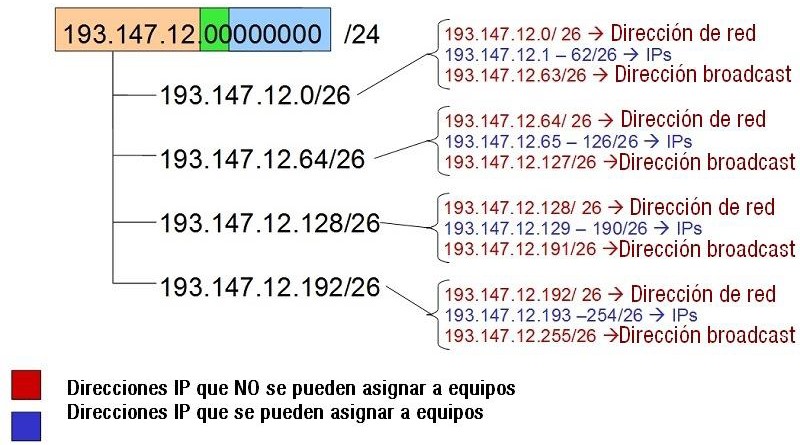 193.147.12.00000000 /24
193.147.12.0/26
193.147.12.0/ 26 → Dirección de red
193.147.12.1 – 62/26 → IPs
193.147.12.63/26 → Dirección broadcast
193.147.12.64/26
193.147.12.64/ 26 → Dirección de red
193.147.12.65 – 126/26 → IPs
193.147.12.127/26 →Dirección broadcast
193.147.12.128/26
193.147.12.128/ 26 → Dirección de red
193.147.12.129 – 190/26 → IPs
193.147.12.191/26 →Dirección broadcast
193.147.12.192/26
193.147.12.192/ 26 → Dirección de red
193.147.12.193 –254/26 → IPs
193.147.12.255/26 →Dirección broadcast
Direcciones IP que NO se pueden asignar a equipos
Direcciones IP que se pueden asignar a equipos